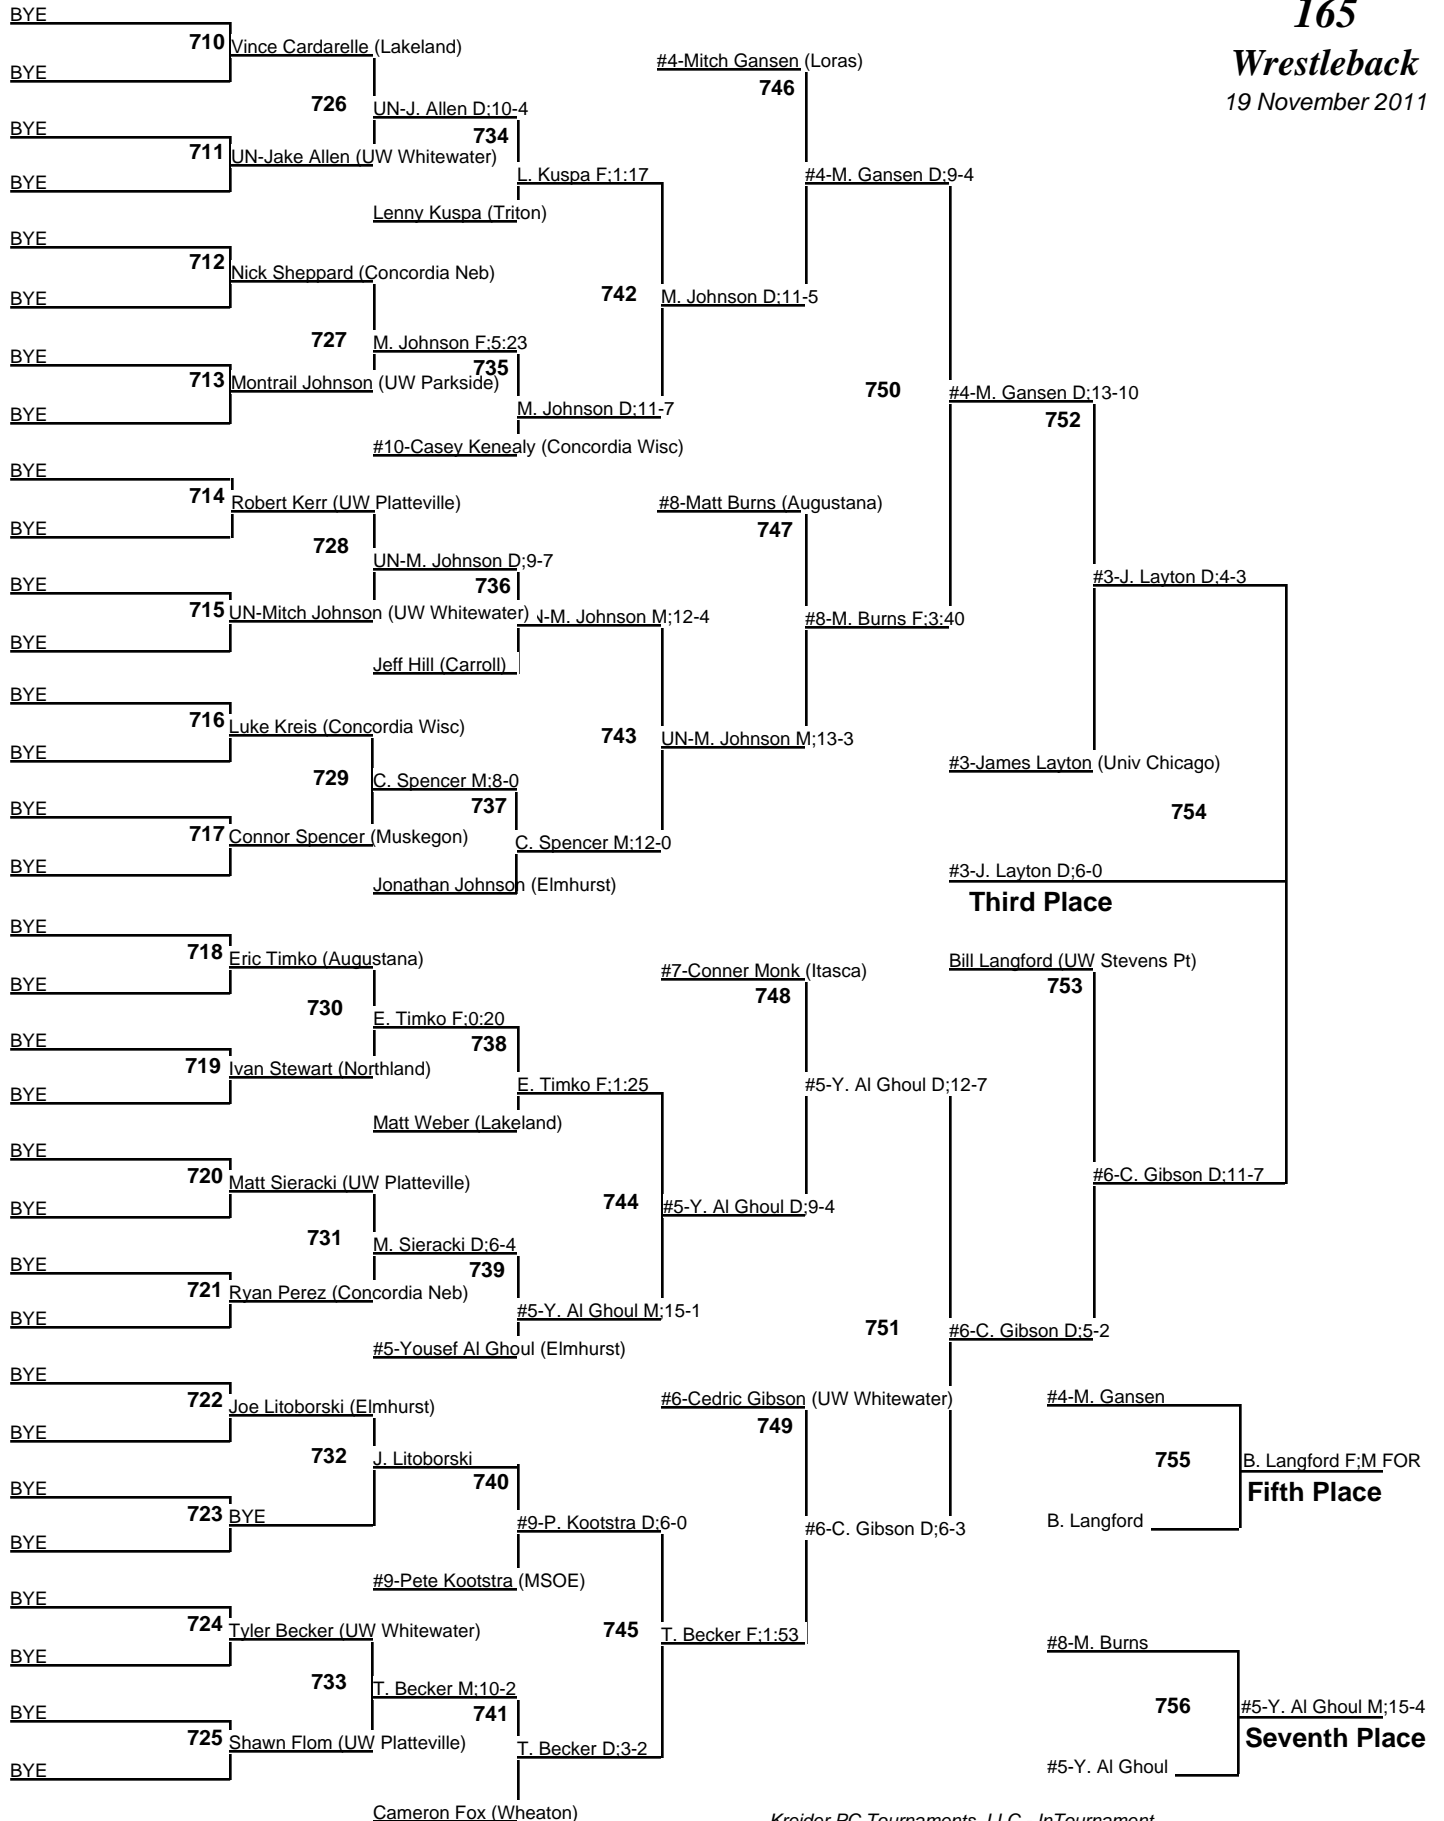 165
Wrestleback
19 November 2011
BYE
710 Vince Cardarelle (Lakeland)
BYE
726 UN-J. Allen D;10-4
BYE
711 UN-Jake Allen (UW Whitewater)
BYE
734 L. Kuspa F;1:17
Lenny Kuspa (Triton)
BYE
712 Nick Sheppard (Concordia Neb)
BYE
727 M. Johnson F;5:23
BYE
713 Montrail Johnson (UW Parkside)
BYE
735 M. Johnson D;11-7
#10-Casey Kenealy (Concordia Wisc)
742 M. Johnson D;11-5
#4-Mitch Gansen (Loras)
746 #4-M. Gansen D;9-4
BYE
714 Robert Kerr (UW Platteville)
BYE
728 UN-M. Johnson D;9-7
BYE
715 UN-Mitch Johnson (UW Whitewater)
BYE
736 N-M. Johnson M;12-4
Jeff Hill (Carroll)
BYE
716 Luke Kreis (Concordia Wisc)
BYE
729 C. Spencer M;8-0
BYE
717 Connor Spencer (Muskegon)
BYE
737 C. Spencer M;12-0
Jonathan Johnson (Elmhurst)
743 UN-M. Johnson M;13-3
#8-Matt Burns (Augustana)
747 #8-M. Burns F;3:40
750 #4-M. Gansen D;13-10
752 #3-J. Layton D;4-3
#3-James Layton (Univ Chicago)
754
#3-J. Layton D;6-0
Third Place
BYE
718 Eric Timko (Augustana)
BYE
730 E. Timko F;0:20
BYE
719 Ivan Stewart (Northland)
BYE
738 E. Timko F;1:25
Matt Weber (Lakeland)
BYE
720 Matt Sieracki (UW Platteville)
BYE
731 M. Sieracki D;6-4
BYE
721 Ryan Perez (Concordia Neb)
BYE
739 #5-Y. Al Ghoul M;15-1
#5-Yousef Al Ghoul (Elmhurst)
744 #5-Y. Al Ghoul D;9-4
#7-Conner Monk (Itasca)
748 #5-Y. Al Ghoul D;12-7
BYE
722 Joe Litoborski (Elmhurst)
BYE
732 J. Litoborski
BYE
723 BYE
BYE
740 #9-P. Kootstra D;6-0
#9-Pete Kootstra (MSOE)
BYE
724 Tyler Becker (UW Whitewater)
BYE
733 T. Becker M;10-2
BYE
725 Shawn Flom (UW Platteville)
BYE
741 T. Becker D;3-2
Cameron Fox (Wheaton)
745 T. Becker F;1:53
#6-Cedric Gibson (UW Whitewater)
749 #6-C. Gibson D;6-3
751 #6-C. Gibson D;5-2
Bill Langford (UW Stevens Pt)
753 #6-C. Gibson D;11-7
#4-M. Gansen
755 B. Langford F;M FOR
Fifth Place
B. Langford
#8-M. Burns
756 #5-Y. Al Ghoul M;15-4
Seventh Place
#5-Y. Al Ghoul
Kreider PC Tournaments, LLC - InTournament